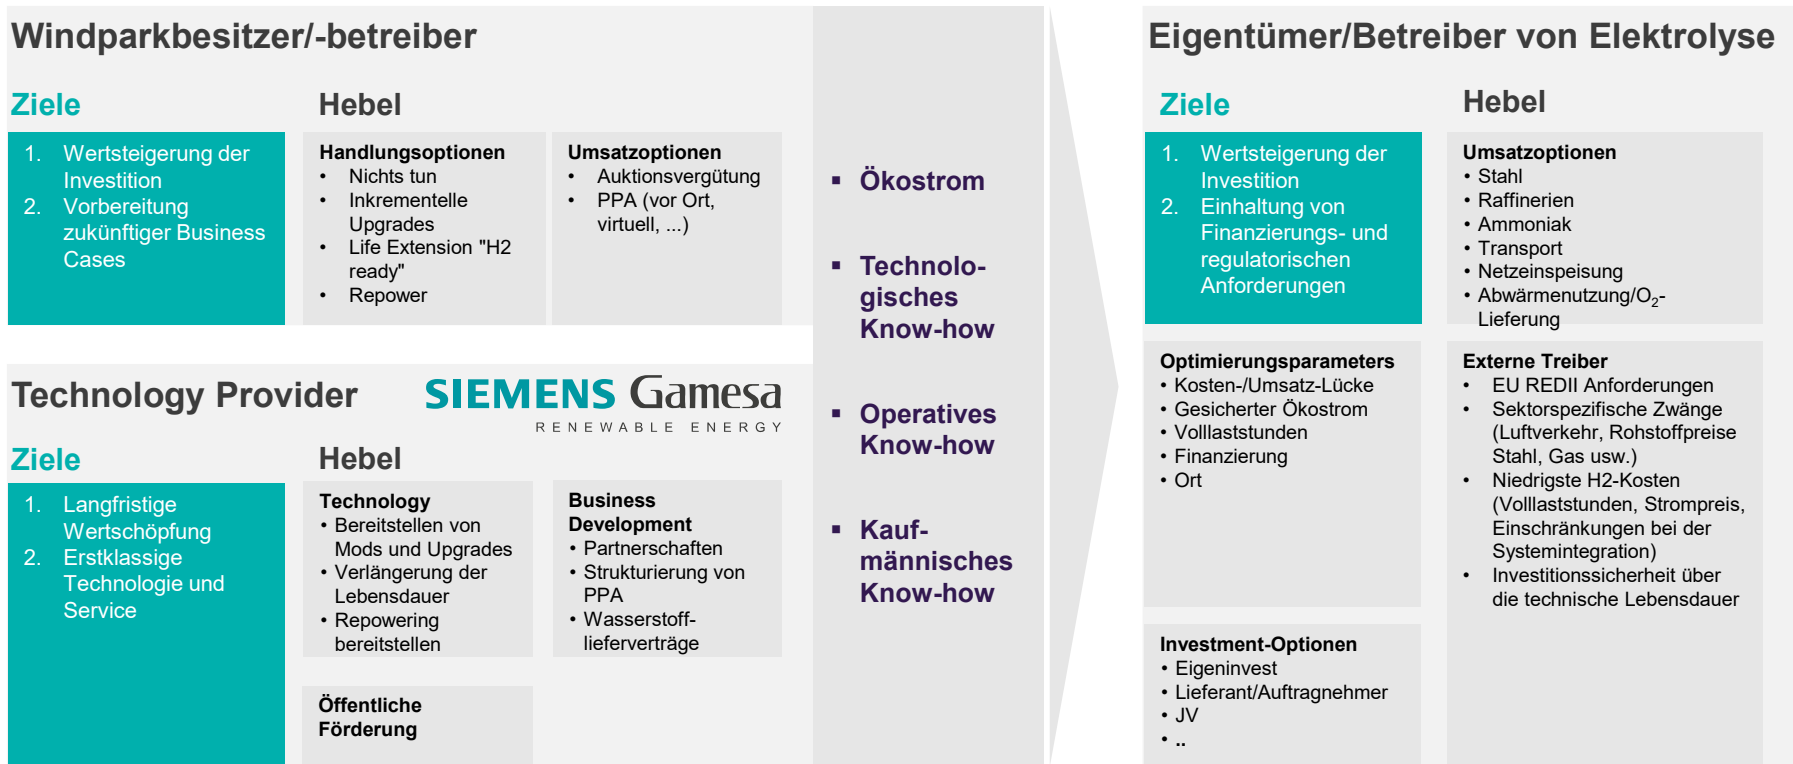 Windparkbesitzer/-betreiber
Ziele
1. Wertsteigerung der
Investition
2. Vorbereitung
zukünftiger Business
Cases
Hebel
Handlungsoptionen
• Nichts tun
• Inkrementelle
Upgrades
• Life Extension "H2
ready"
• Repower
Umsatzoptionen
• Auktionsvergütung
• PPA (vor Ort,
virtuell, ...)
Technology Provider
SIEMENS Gamesa
RENEWABLE ENERGY
Ziele
1. Langfristige
Wertschöpfung
2. Erstklassige
Technologie und
Service
Hebel
Technology
• Bereitstellen von
Mods und Upgrades
• Verlängerung der
Lebensdauer
• Repowering
bereitstellen
Business
Development
• Partnerschaften
• Strukturierung von
PPA
• Wasserstoff-
lieferverträge
Öffentliche
Förderung
▪ Ökostrom
▪ Technolo-
gisches
Know-how
▪ Operatives
Know-how
▪ Kauf-
männisches
Know-how
Eigentümer/Betreiber von Elektrolyse
Ziele
1. Wertsteigerung der
Investition
2. Einhaltung von
Finanzierungs- und
regulatorischen
Anforderungen
Hebel
Umsatzoptionen
• Stahl
• Raffinerien
• Ammoniak
• Transport
• Netzeinspeisung
• Abwärmenutzung/O₂-
Lieferung
Optimierungsparameters
• Kosten-/Umsatz-Lücke
• Gesicherter Ökostrom
• Volllaststunden
• Finanzierung
• Ort
Externe Treiber
• EU REDII Anforderungen
• Sektorspezifische Zwänge
(Luftverkehr, Rohstoffpreise
Stahl, Gas usw.)
• Niedrigste H2-Kosten
(Volllaststunden, Strompreis,
Einschränkungen bei der
Systemintegration)
• Investitionssicherheit über
die technische Lebensdauer
Investment-Optionen
• Eigeninvest
• Lieferant/Auftragnehmer
• JV
• ..